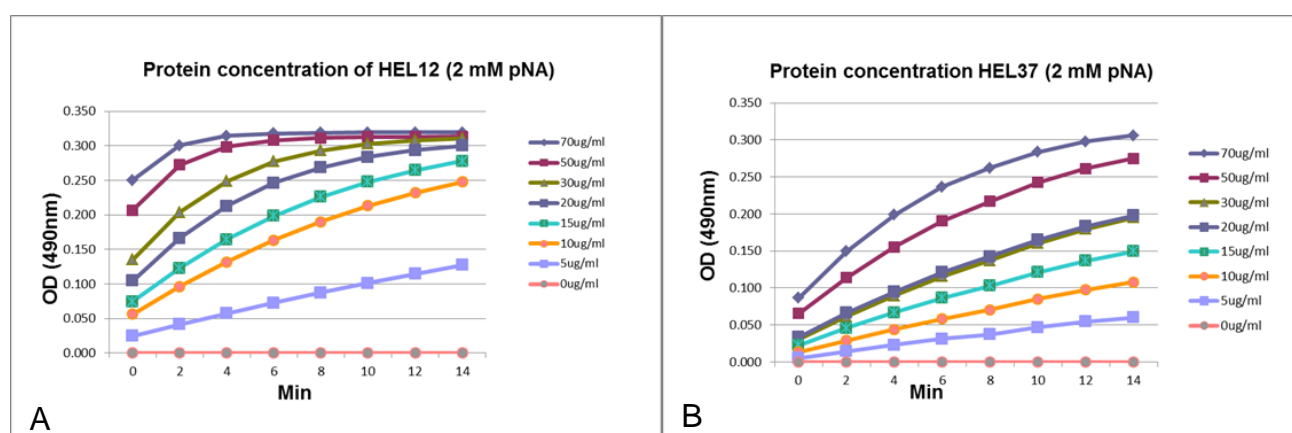 Protein concentration of HEL12 (2 mM pNA)
OD (490nm)
0.350
0.300
0.250
0.200
0.150
0.100
0.050
0.000
0 2 4 6 8 10 12 14
Min
70ug/ml
50ug/ml
30ug/ml
20ug/ml
15ug/ml
10ug/ml
5ug/ml
0ug/ml
A
Protein concentration HEL37 (2 mM pNA)
OD (490nm)
0.350
0.300
0.250
0.200
0.150
0.100
0.050
0.000
0 2 4 6 8 10 12 14
Min
70ug/ml
50ug/ml
30ug/ml
20ug/ml
15ug/ml
10ug/ml
5ug/ml
0ug/ml
B